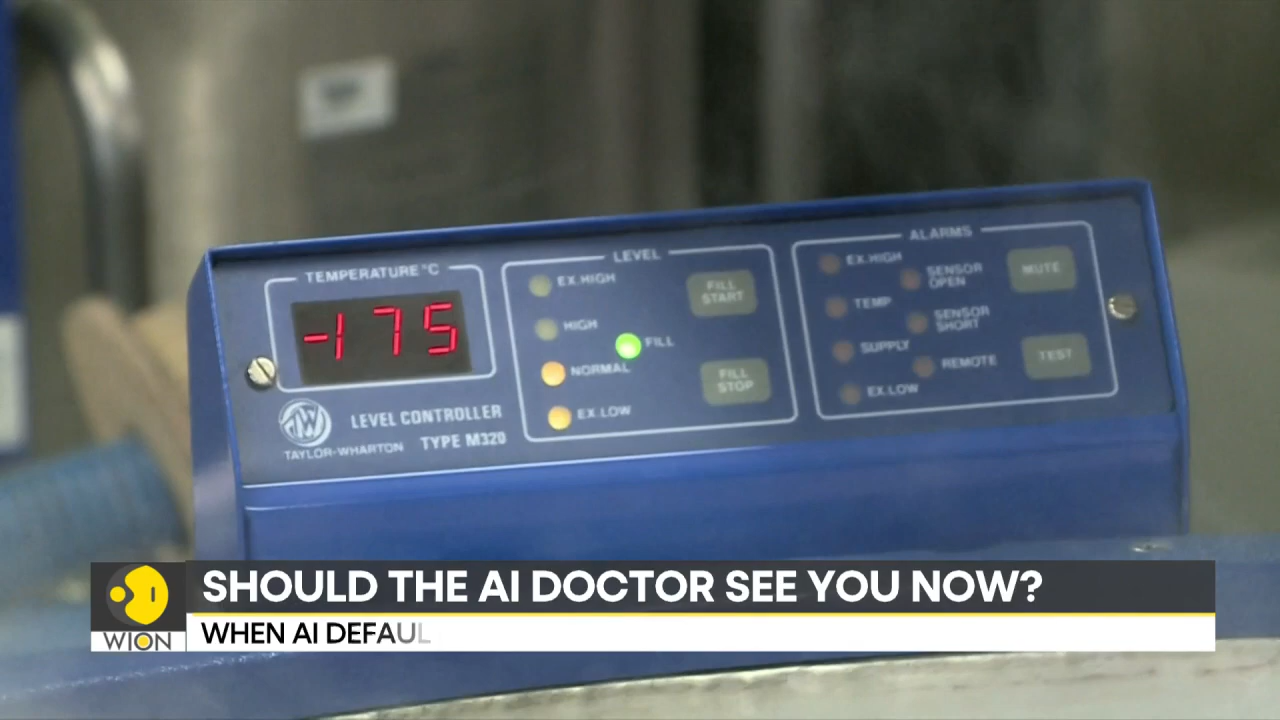 TEMPERATURE °C
-175
TW
LEVEL CONTROLLER
TAYLOR-WHARTON TYPE M320
LEVEL
EX.HIGH
HIGH
FILL
NORMAL
EX.LOW
FILL
START
FILL
STOP
ALARMS
EX.HIGH
SENSOR
OPEN
TEMP
SENSOR
SHORT
SUPPLY
REMOTE
EX.LOW
MUTE
TEST
SHOULD THE AI DOCTOR SEE YOU NOW?
WION
WHEN AI DEFAUL